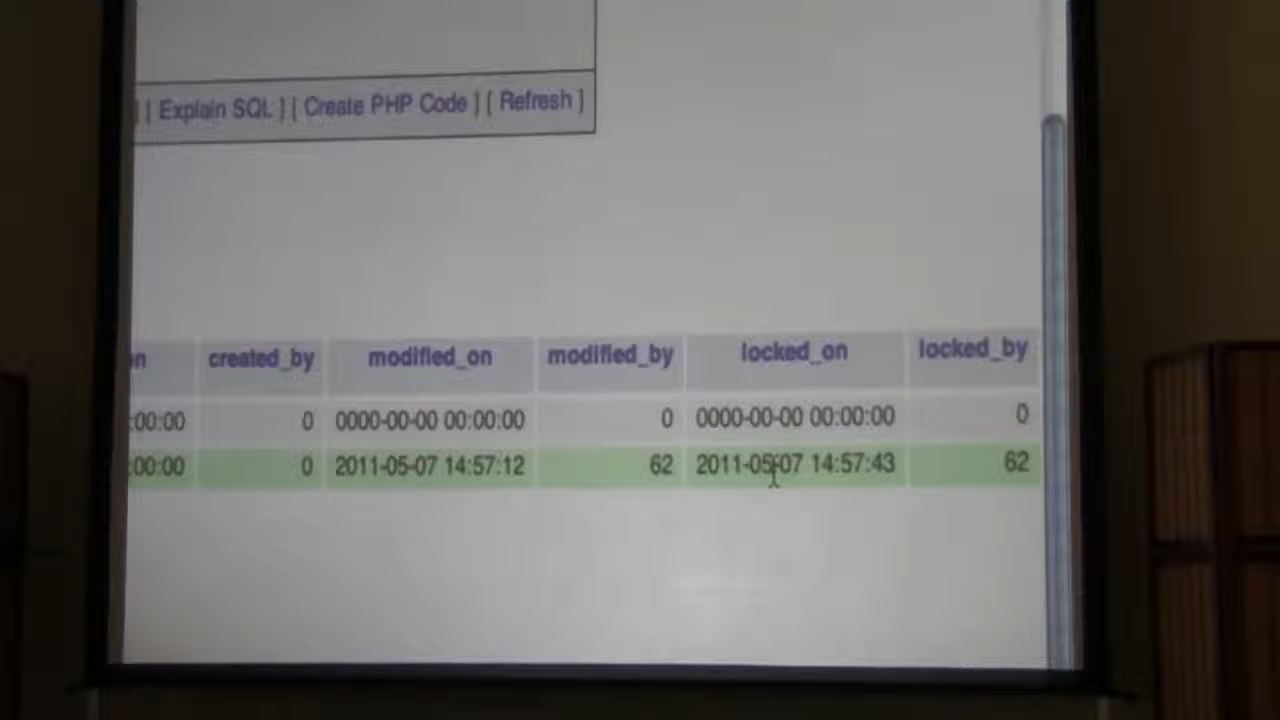 ] [ Explain SQL ] [ Create PHP Code ] [ Refresh ]
n created_by modified_on modified_by locked_on locked_by
:00:00 0 0000-00-00 00:00:00 0 0000-00-00 00:00:00 0
:00:00 0 2011-05-07 14:57:12 62 2011-05-07 14:57:43 62